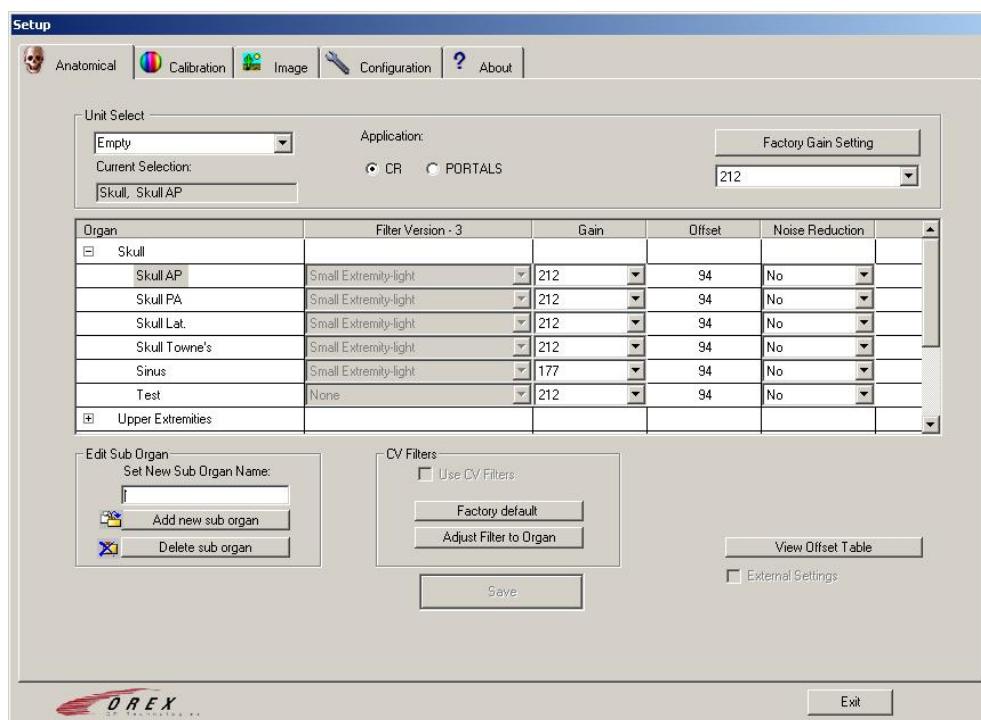 Setup
Anatomical Calibration Image Configuration ? About
Unit Select
Empty Application: Factory Gain Setting
Current Selection: CR PORTALS 212
Skull, Skull AP
Organ Filter Version - 3 Gain Offset Noise Reduction
Skull
Skull AP Small Extremity-light 212 94 No
Skull PA Small Extremity-light 212 94 No
Skull Lat. Small Extremity-light 212 94 No
Skull Towne's Small Extremity-light 212 94 No
Sinus Small Extremity-light 177 94 No
Test None 212 94 No
Upper Extremities
Edit Sub Organ CV Filters
Set New Sub Organ Name: Use CV Filters
Add new sub organ Factory default
Delete sub organ Adjust Filter to Organ View Offset Table
Save External Settings
OREX Exit